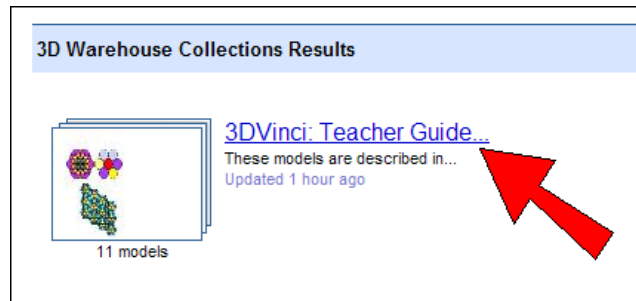 3D Warehouse Collections Results
3DVinci: Teacher Guide...
These models are described in...
Updated 1 hour ago
11 models